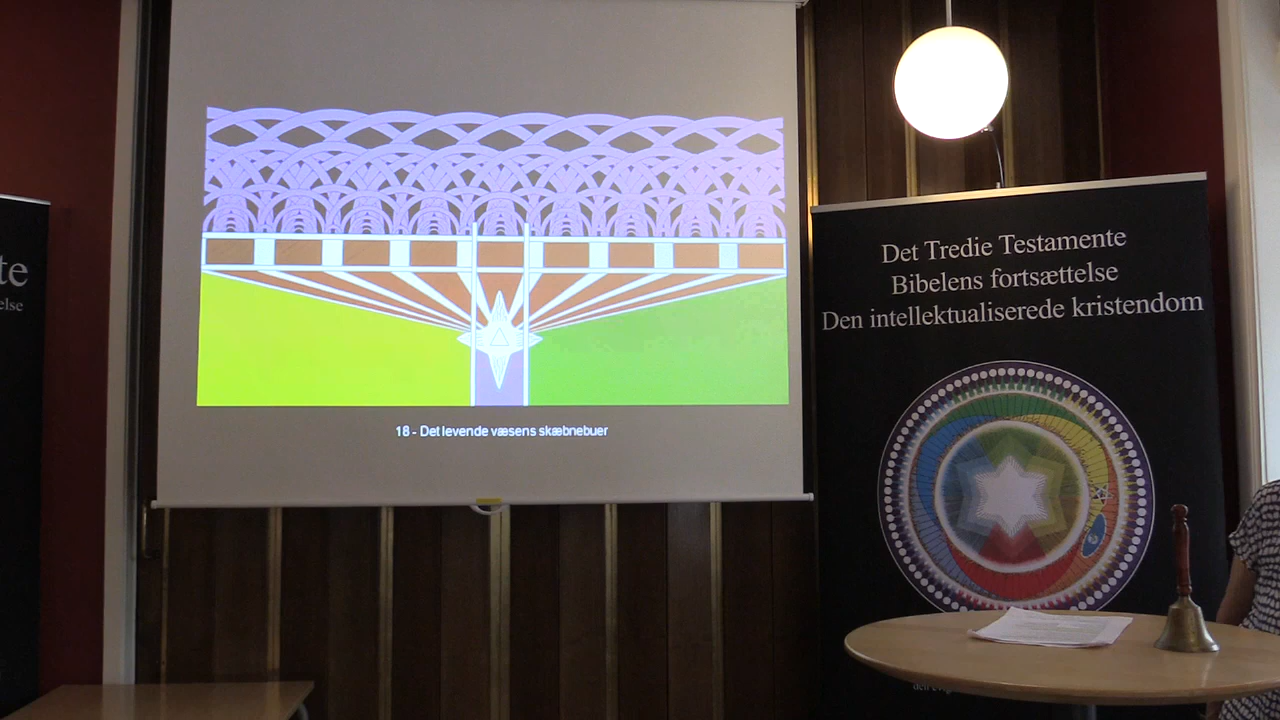 te
else
18 - Det levende væsens skæbnebuer
Det Tredie Testamente
Bibelens fortsættelse
Den intellektualiserede kristendom